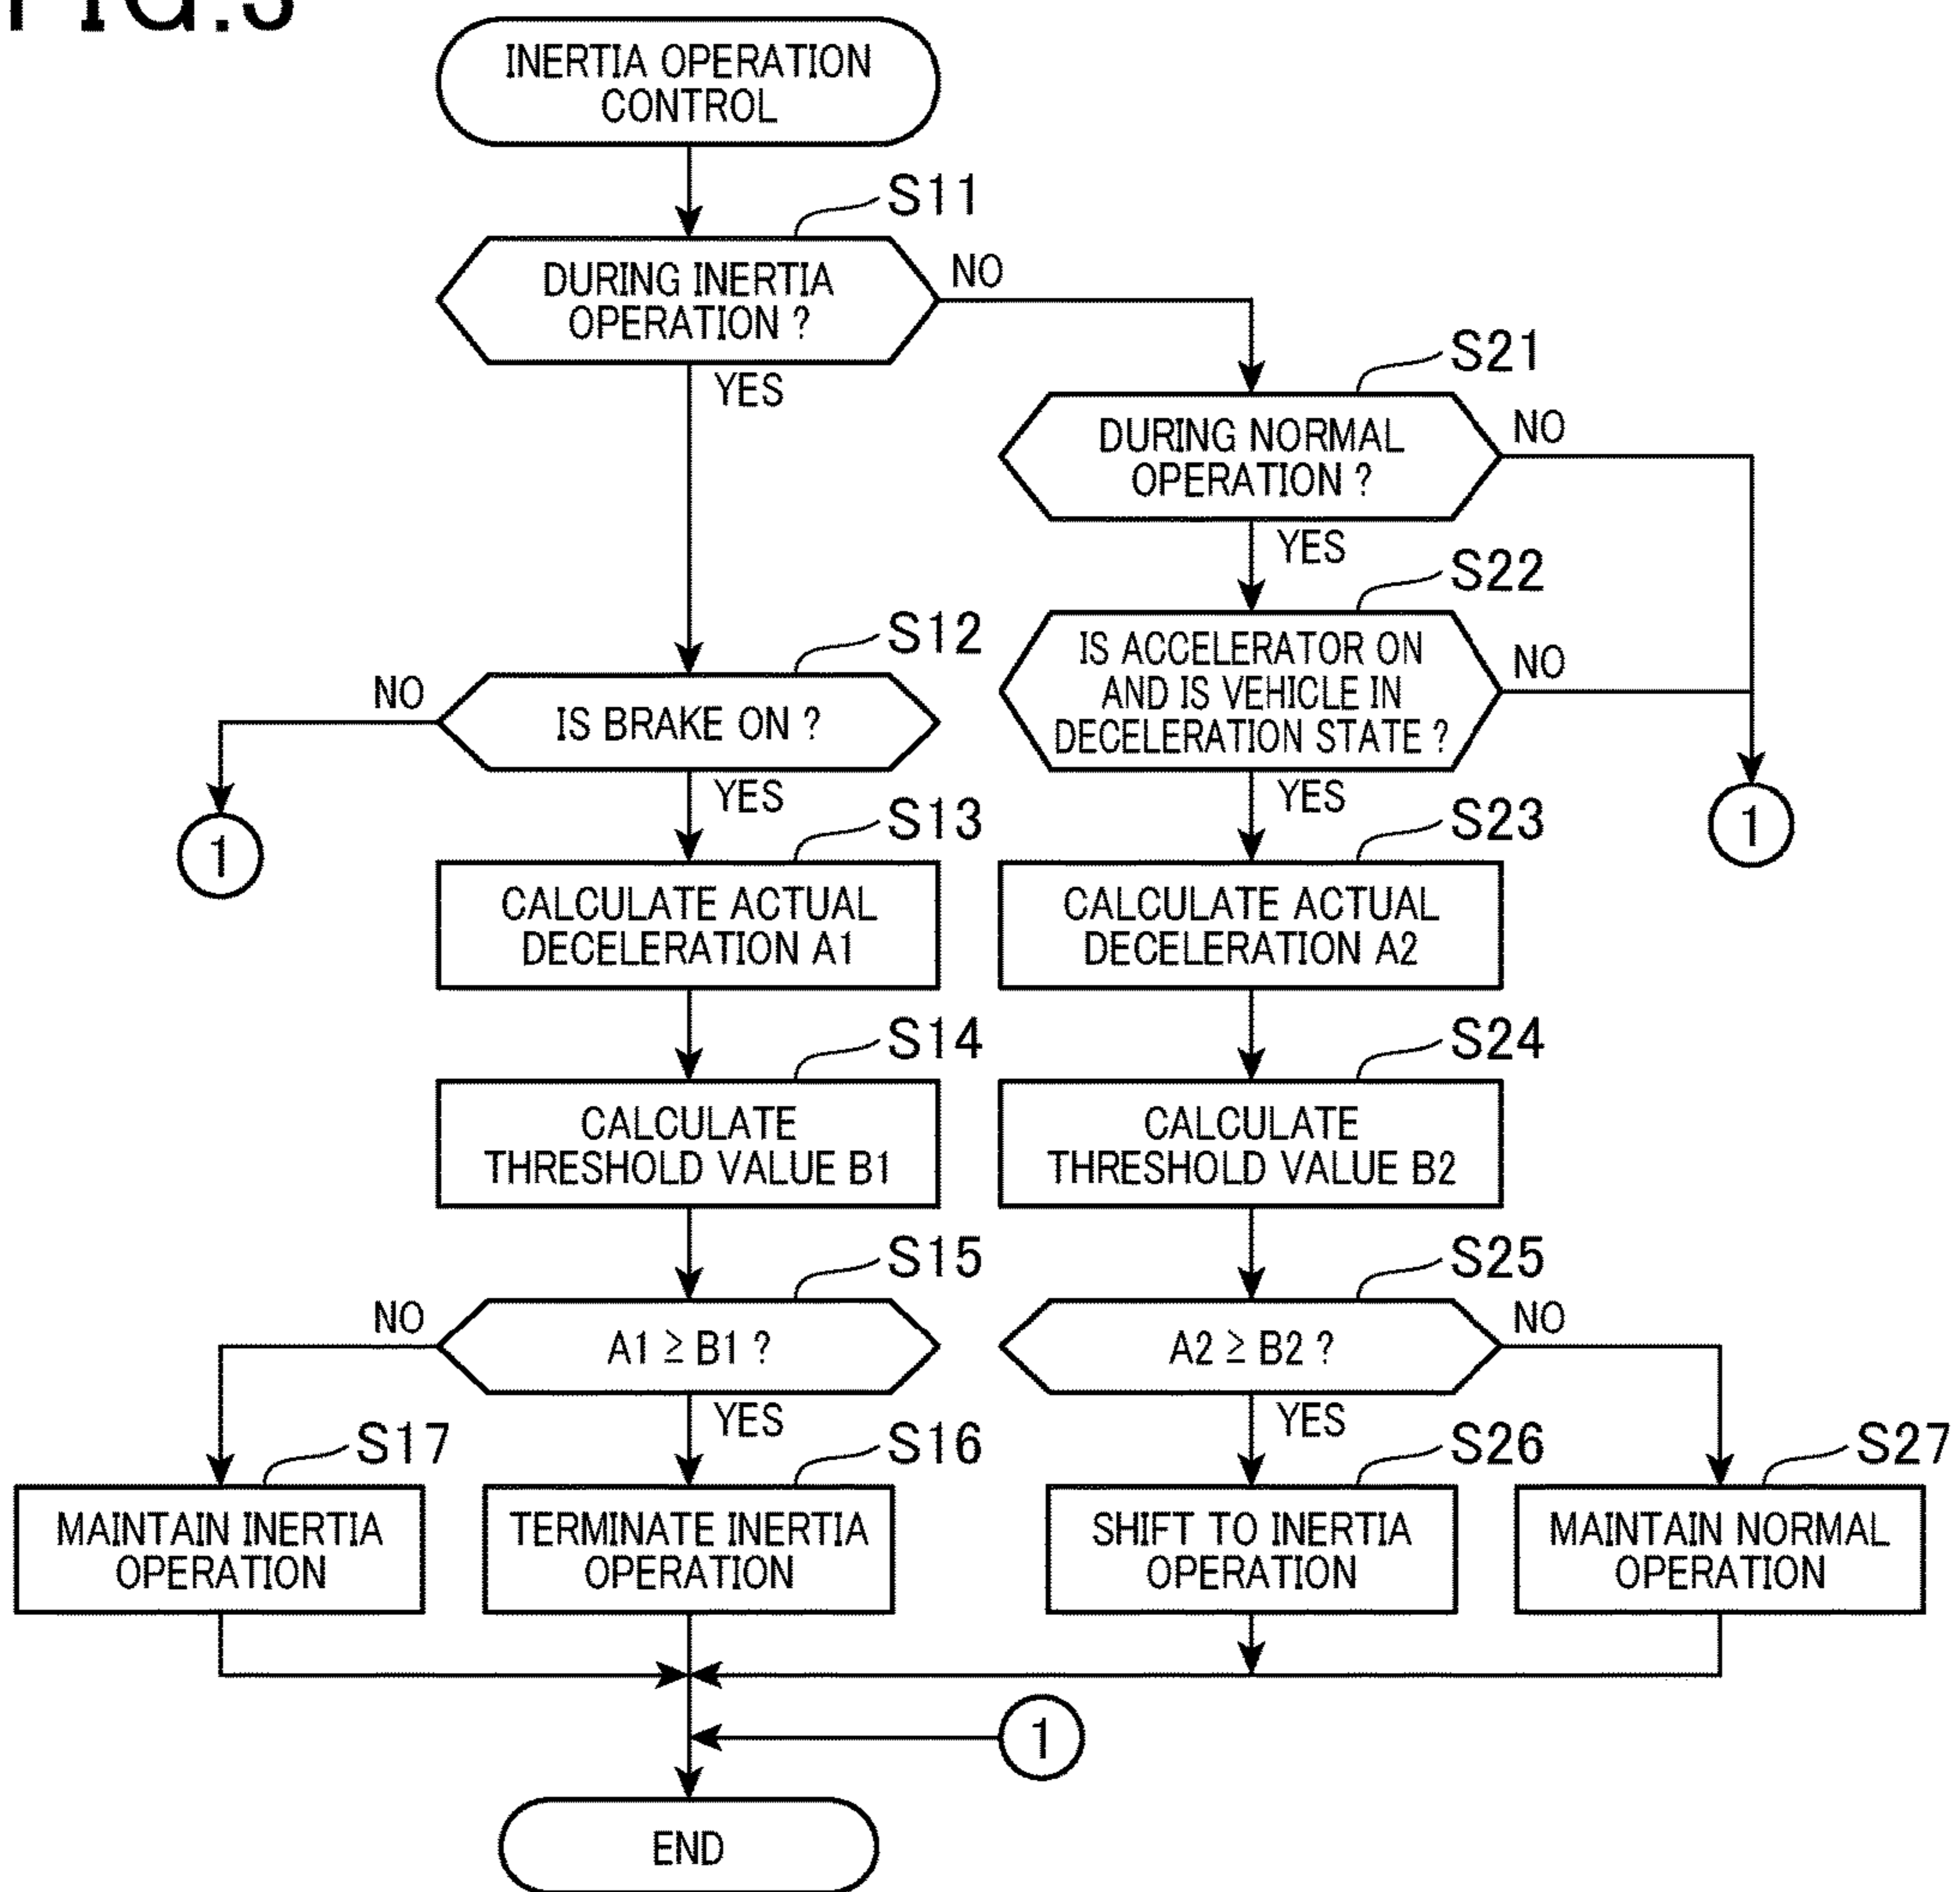 FIG.3
INERTIA OPERATION
CONTROL
S11
DURING INERTIA
OPERATION ?
NO
YES
S21
DURING NORMAL
OPERATION ?
NO
YES
S22
IS ACCELERATOR ON
AND IS VEHICLE IN
DECELERATION STATE ?
NO
YES
S12
IS BRAKE ON ?
NO
YES
1
1
S13
CALCULATE ACTUAL
DECELERATION A1
S23
CALCULATE ACTUAL
DECELERATION A2
S14
CALCULATE
THRESHOLD VALUE B1
S24
CALCULATE
THRESHOLD VALUE B2
S15
A1 ≥ B1 ?
NO
YES
S25
A2 ≥ B2 ?
NO
YES
S17
MAINTAIN INERTIA
OPERATION
S16
TERMINATE INERTIA
OPERATION
S26
SHIFT TO INERTIA
OPERATION
S27
MAINTAIN NORMAL
OPERATION
1
END